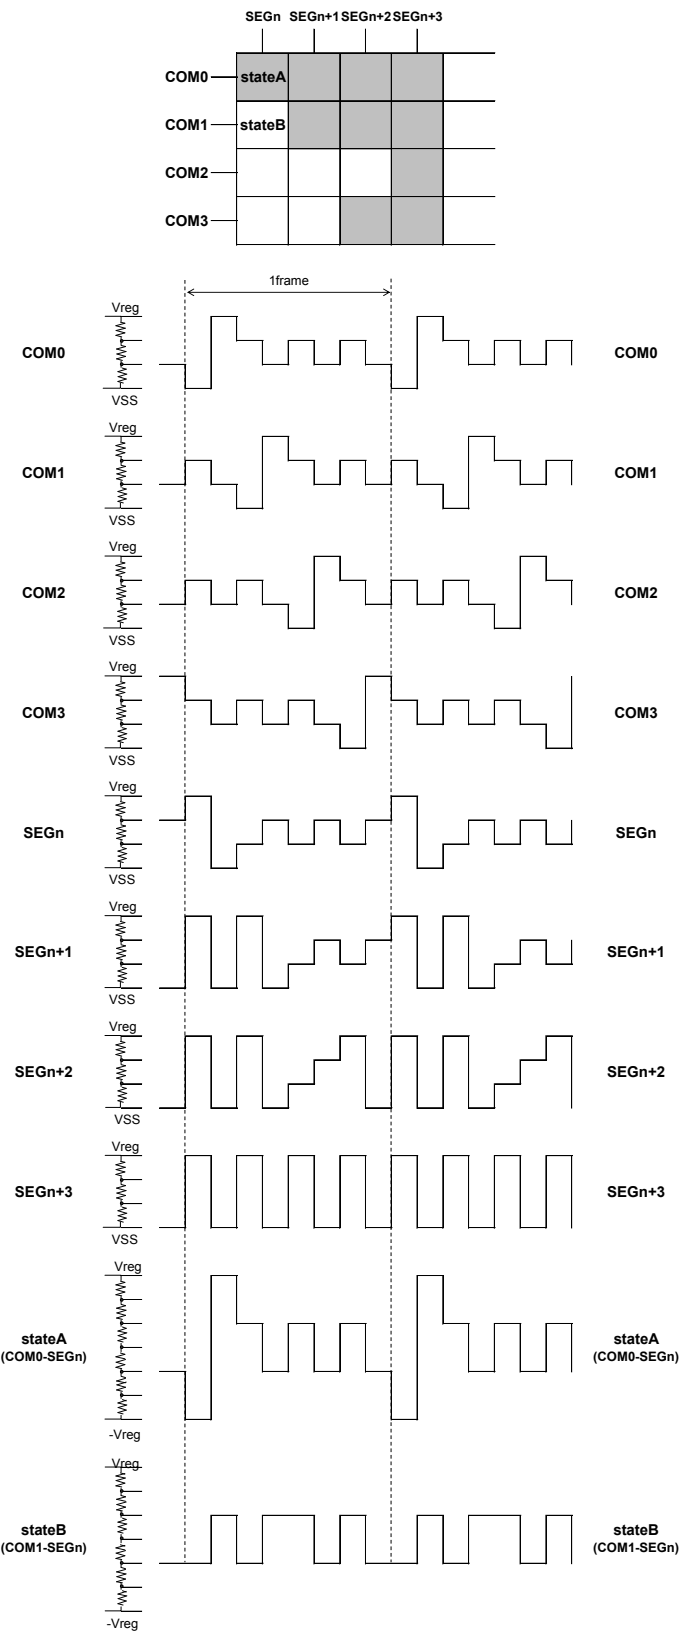 SEGn SEGn+1 SEGn+2 SEGn+3
COM0 stateA
COM1 stateB
COM2
COM3
1frame
Vreg
COM0 COM0
VSS
Vreg
COM1 COM1
VSS
Vreg
COM2 COM2
VSS
Vreg
COM3 COM3
VSS
Vreg
SEGn SEGn
VSS
Vreg
SEGn+1 SEGn+1
VSS
Vreg
SEGn+2 SEGn+2
VSS
Vreg
SEGn+3 SEGn+3
VSS
Vreg
stateA stateA
(COM0-SEGn) (COM0-SEGn)
-Vreg
Vreg
stateB stateB
(COM1-SEGn) (COM1-SEGn)
-Vreg